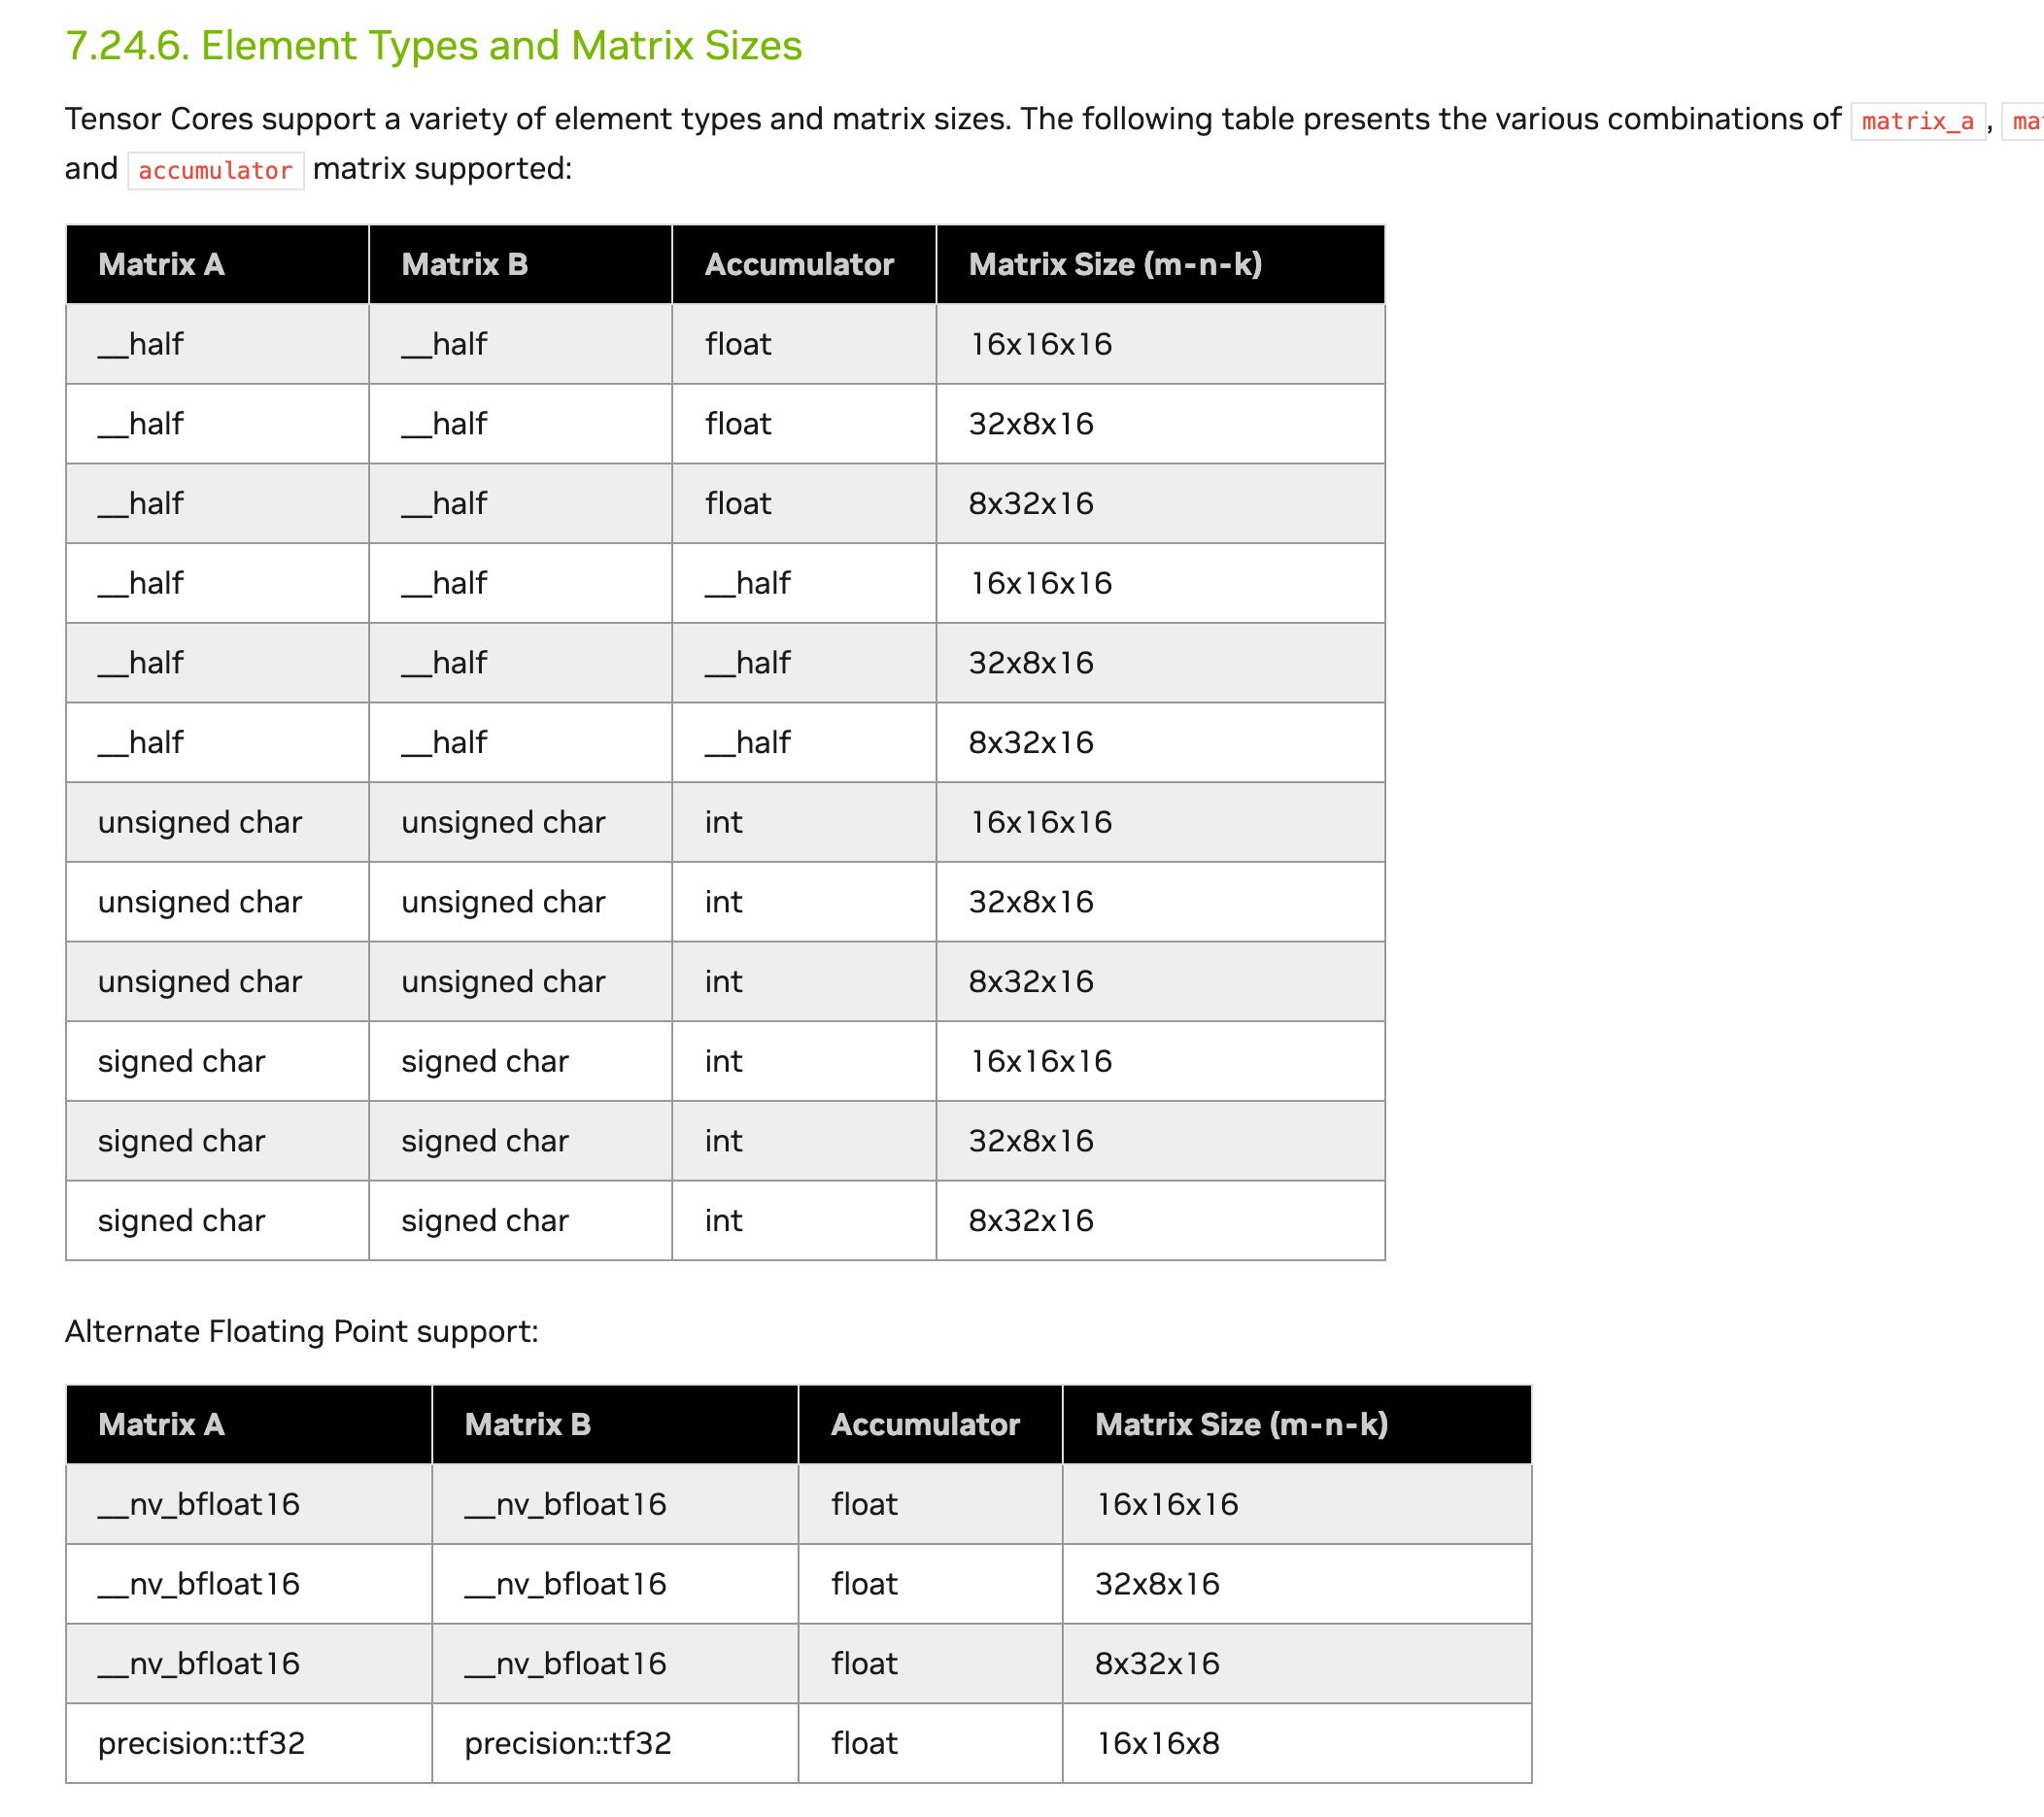 7.24.6. Element Types and Matrix Sizes
Tensor Cores support a variety of element types and matrix sizes. The following table presents the various combinations of matrix_a,
and accumulator matrix supported:
Matrix A Matrix B Accumulator Matrix Size (m-n-k)
__half __half float 16x16x16
__half __half float 32x8x16
__half __half float 8x32x16
__half __half __half 16x16x16
__half __half __half 32x8x16
__half __half __half 8x32x16
unsigned char unsigned char int 16x16x16
unsigned char unsigned char int 32x8x16
unsigned char unsigned char int 8x32x16
signed char signed char int 16x16x16
signed char signed char int 32x8x16
signed char signed char int 8x32x16
Alternate Floating Point support:
Matrix A Matrix B Accumulator Matrix Size (m-n-k)
__nv_bfloat16 __nv_bfloat16 float 16x16x16
__nv_bfloat16 __nv_bfloat16 float 32x8x16
__nv_bfloat16 __nv_bfloat16 float 8x32x16
precision::tf32 precision::tf32 float 16x16x8